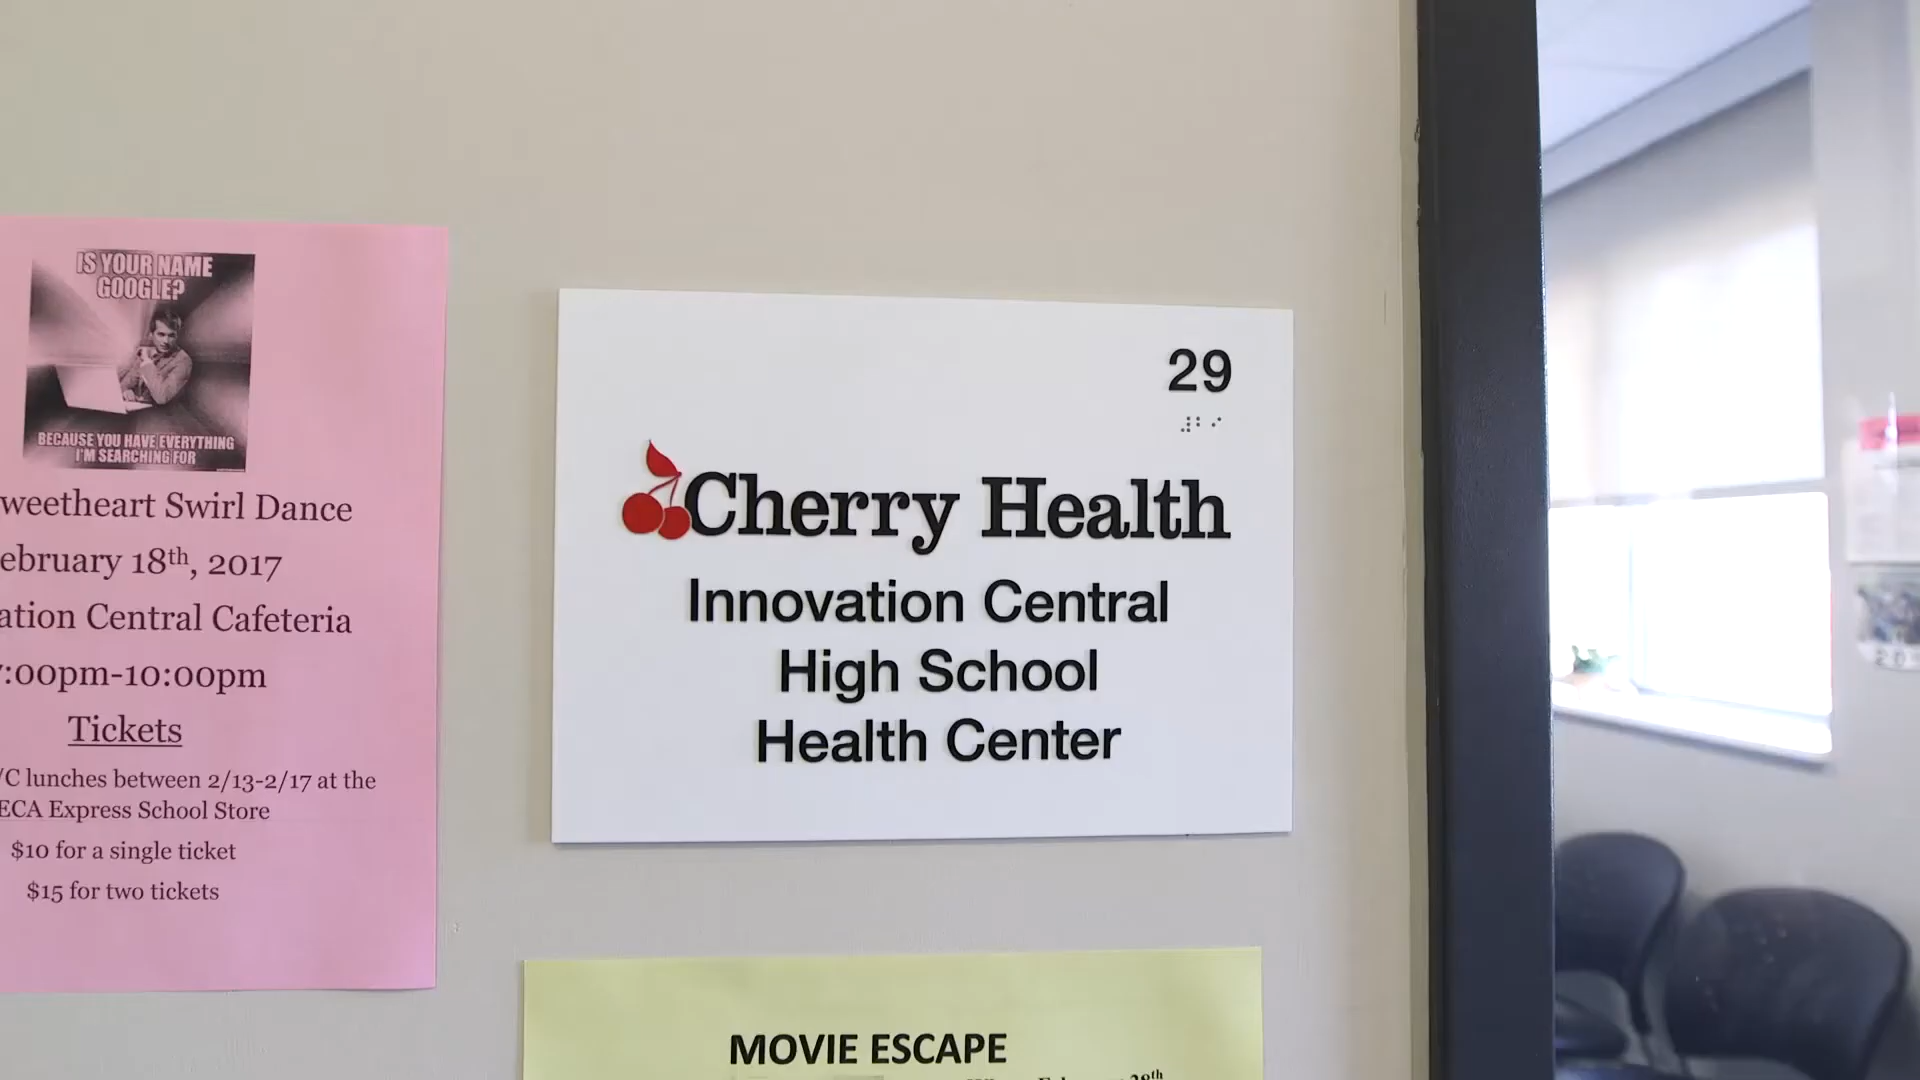 IS YOUR NAME
GOOGLE?
BECAUSE YOU HAVE EVERYTHING
I'M SEARCHING FOR
weetheart Swirl Dance
ebruary 18th, 2017
ation Central Cafeteria
:00pm-10:00pm
Tickets
/C lunches between 2/13-2/17 at the
ECA Express School Store
$10 for a single ticket
$15 for two tickets
29
Cherry Health
Innovation Central
High School
Health Center
MOVIE ESCAPE